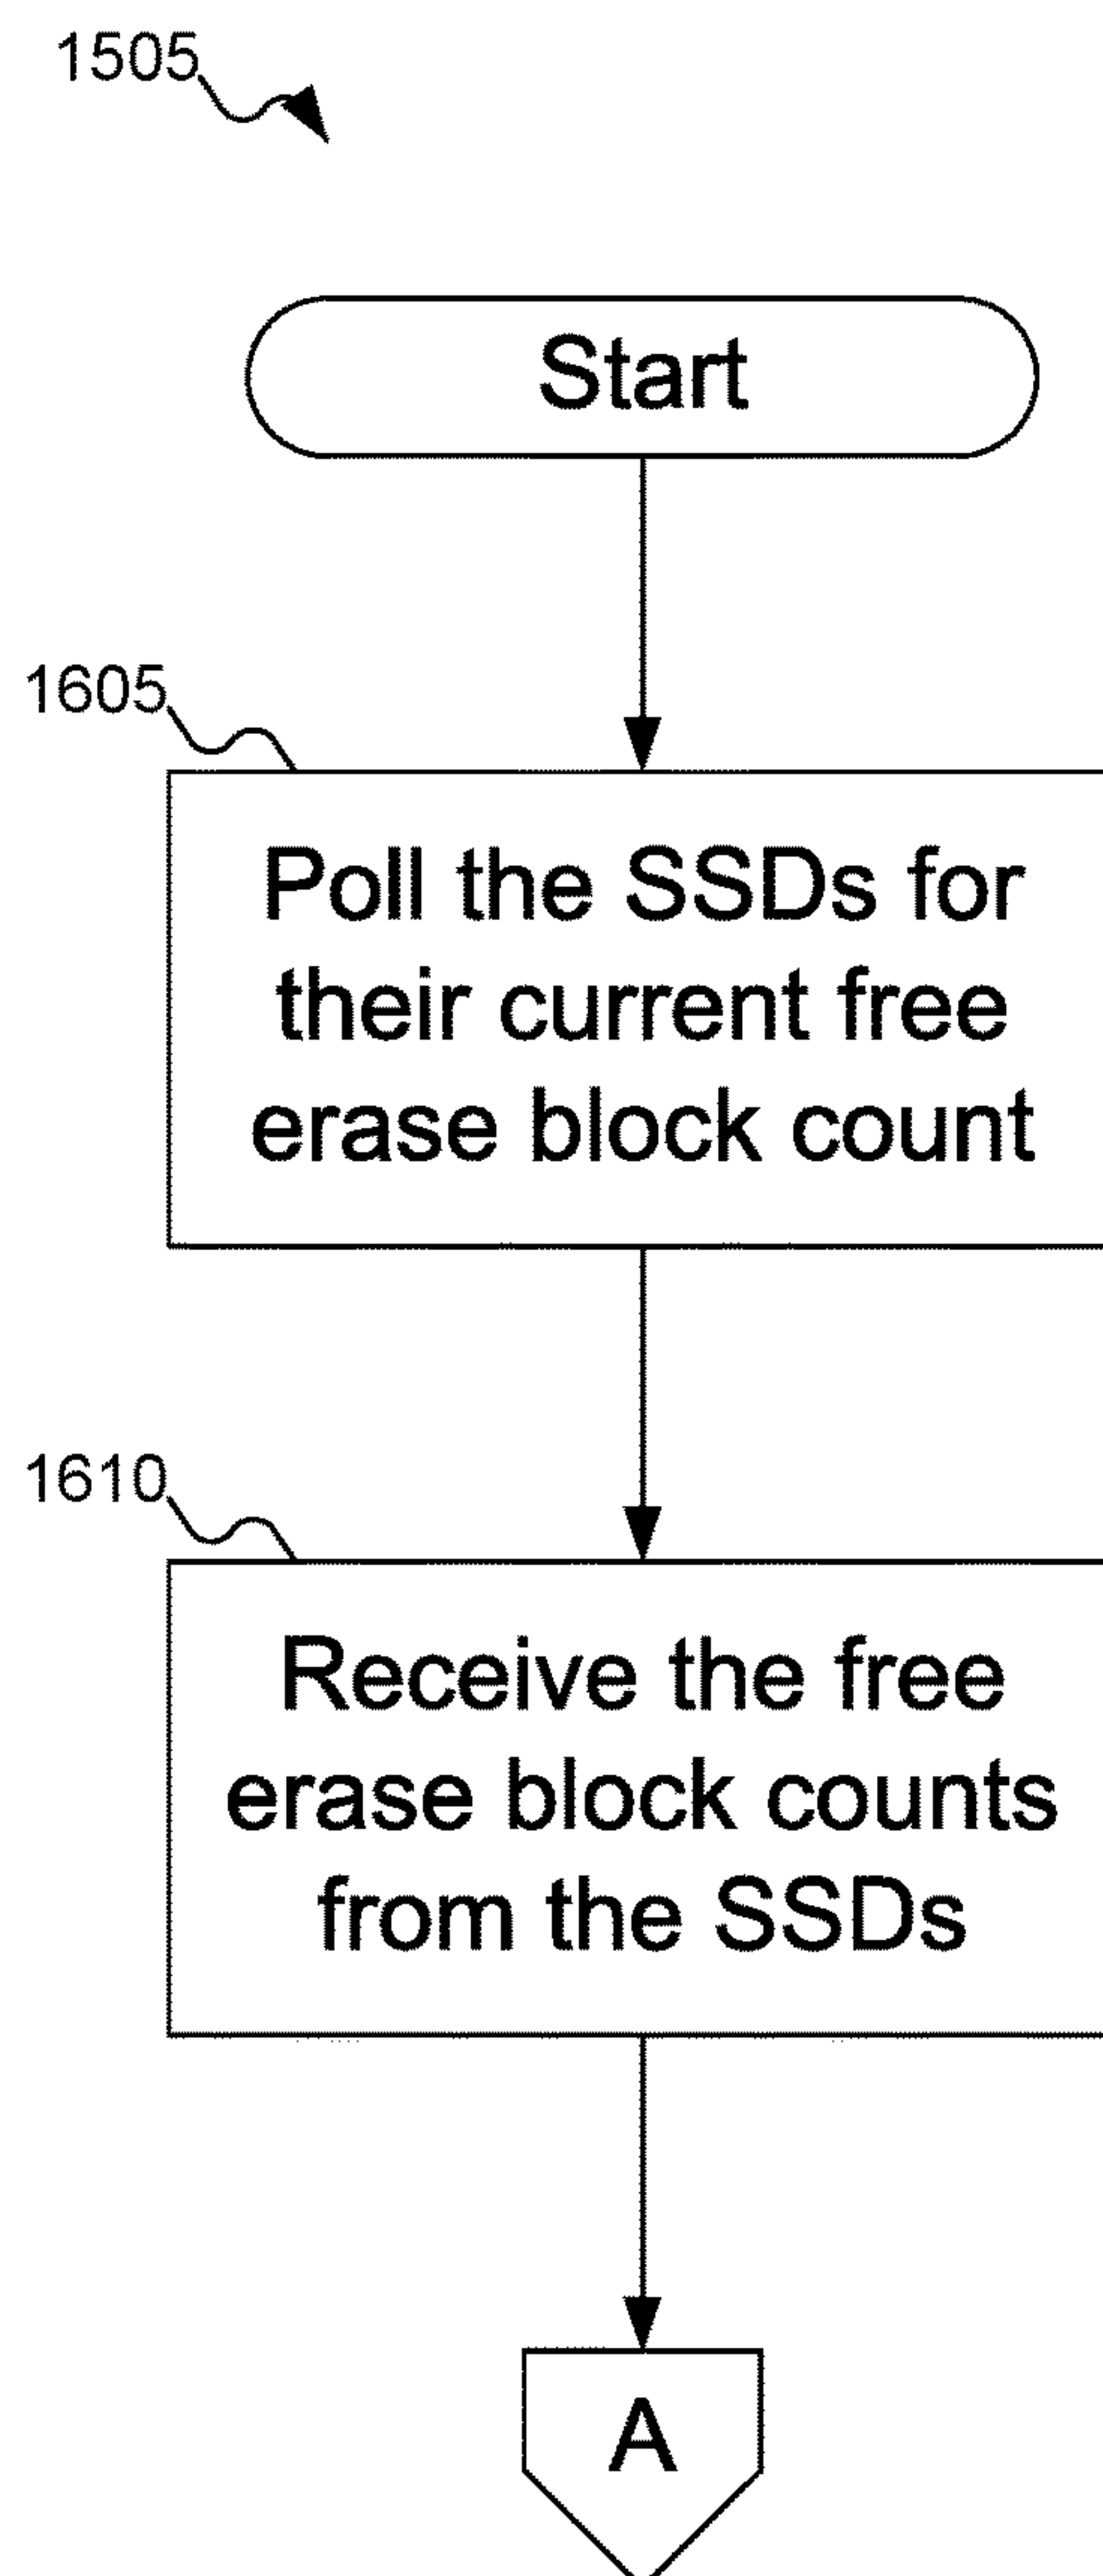 1505
Start
1605
Poll the SSDs for
their current free
erase block count
1610
Receive the free
erase block counts
from the SSDs
A